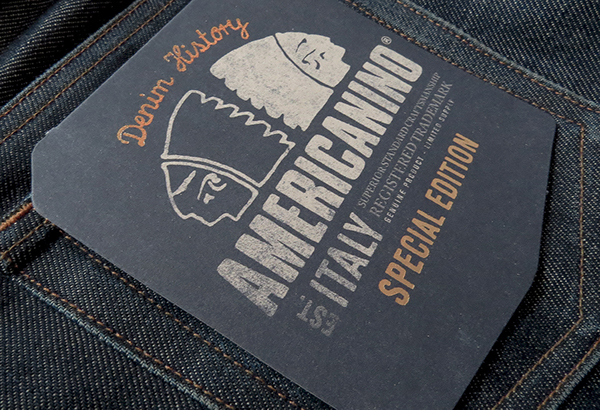 Denim History
AMERICANINO®
EST. ITALY
SUPERIOR STANDARD CRAFTSMANSHIP
REGISTERED TRADEMARK
GENUINE PRODUCT · LIMITED SUPPLY
SPECIAL EDITION